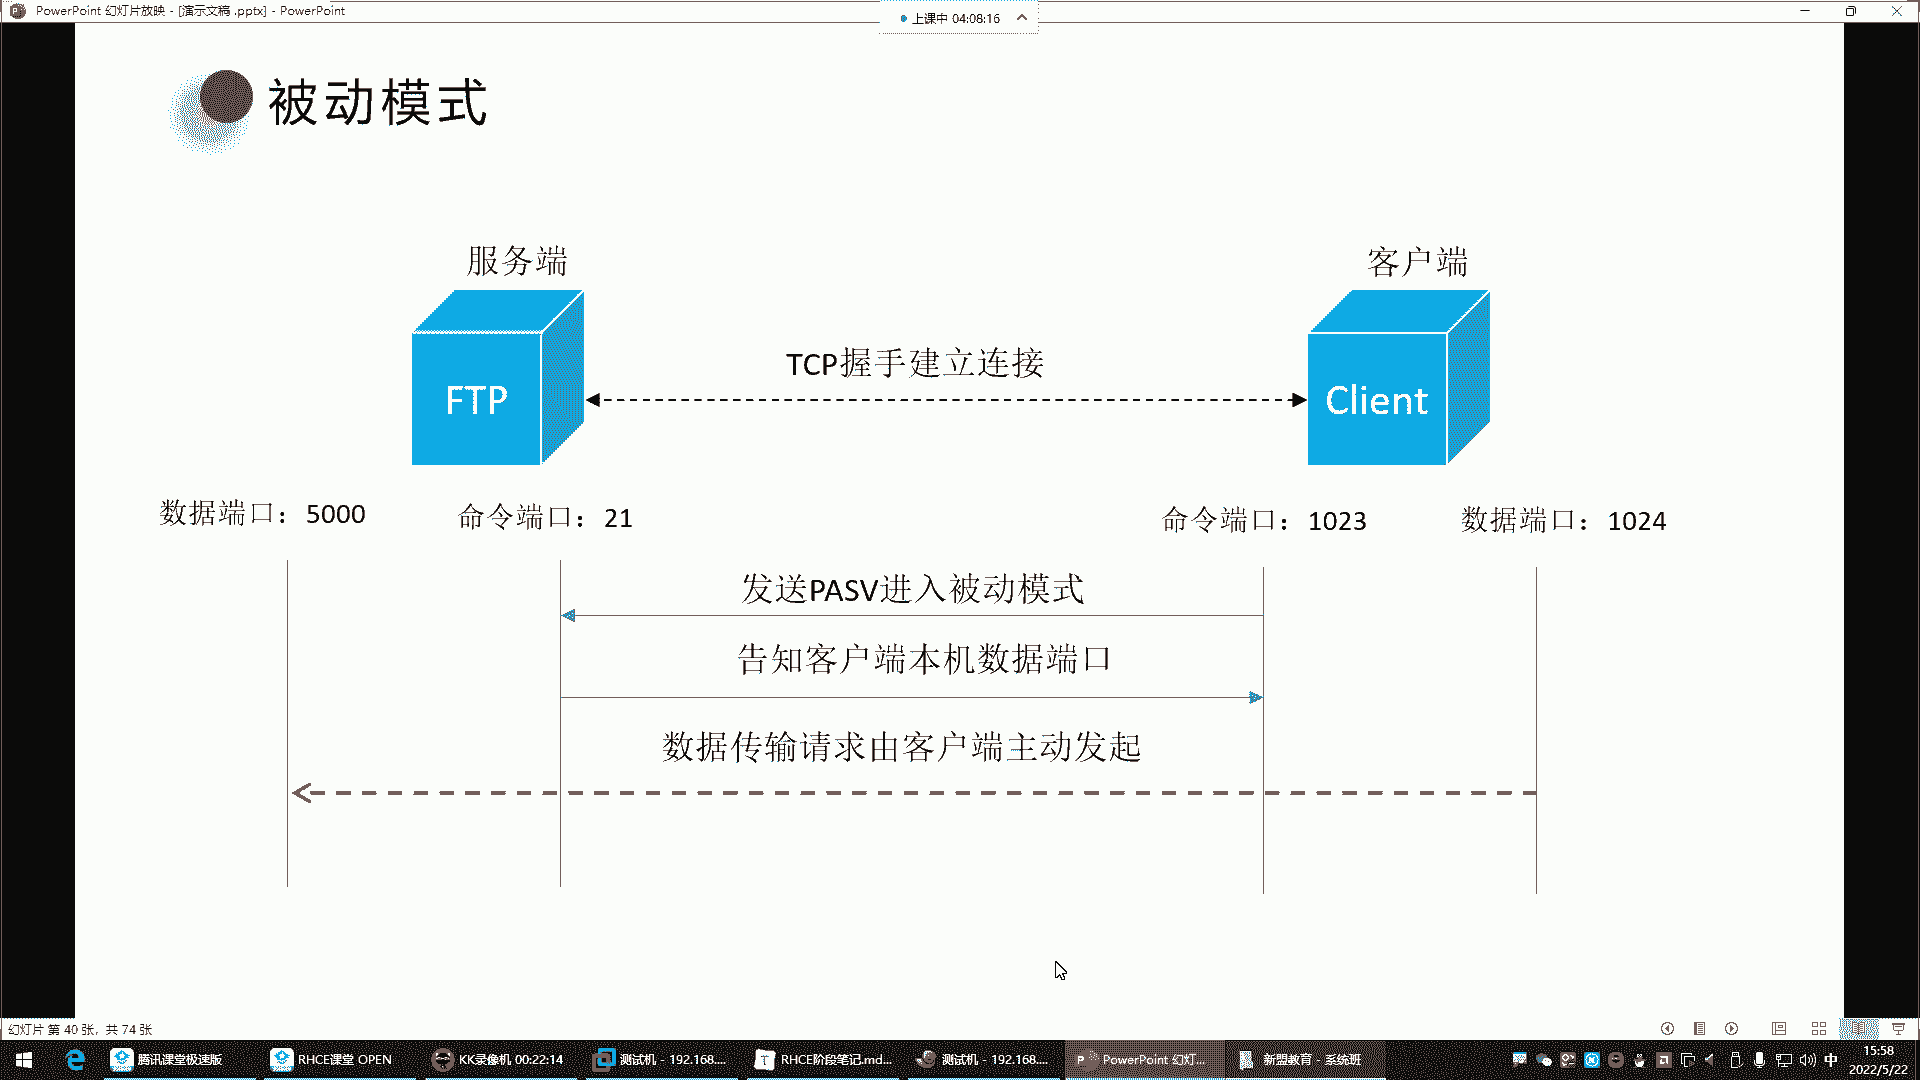 PowerPoint 幻灯片放映 - [演示文稿 .pptx] - PowerPoint
上课中 04:08:16
被动模式
服务端
客户端
TCP握手建立连接
FTP
Client
数据端口：5000
命令端口：21
命令端口：1023
数据端口：1024
发送PASV进入被动模式
告知客户端本机数据端口
数据传输请求由客户端主动发起
幻灯片 第 40 张，共 74 张
腾讯课堂极速版
RHCE课堂 OPEN
KK录像机 00:22:14
测试机 - 192.168....
RHCE阶段笔记.md...
测试机 - 192.168....
PowerPoint 幻灯...
新盟教育 - 系统班
中
15:58
2022/5/22